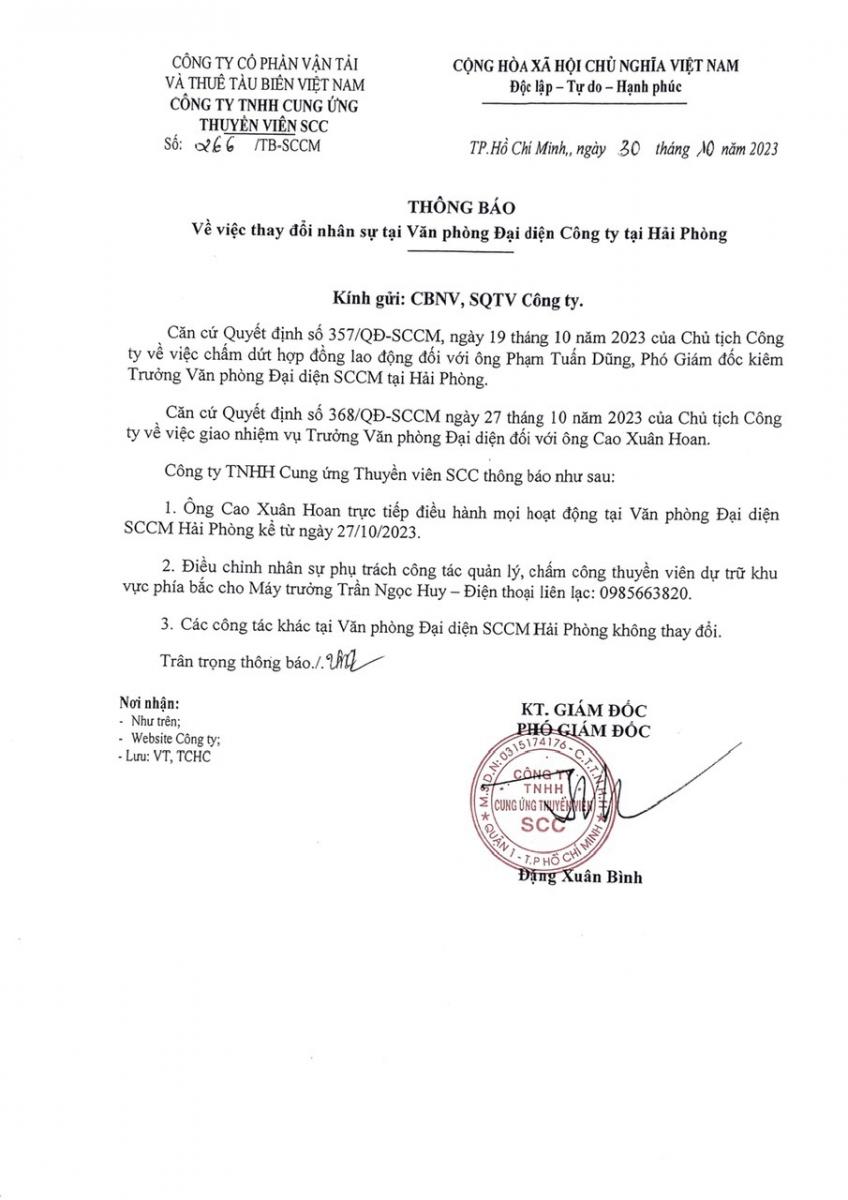 CÔNG TY CỔ PHẦN VẬN TẢI
VÀ THUÊ TÀU BIỂN VIỆT NAM
CÔNG TY TNHH CUNG ỨNG
THUYỀN VIÊN SCC
Số: 266 /TB-SCCM
CỘNG HÒA XÃ HỘI CHỦ NGHĨA VIỆT NAM
Độc lập – Tự do – Hạnh phúc
TP.Hồ Chí Minh,, ngày 30 tháng 10 năm 2023
THÔNG BÁO
Về việc thay đổi nhân sự tại Văn phòng Đại diện Công ty tại Hải Phòng
Kính gửi: CBNV, SQTV Công ty.
Căn cứ Quyết định số 357/QĐ-SCCM, ngày 19 tháng 10 năm 2023 của Chủ tịch Công
ty về việc chấm dứt hợp đồng lao động đối với ông Phạm Tuấn Dũng, Phó Giám đốc kiêm
Trưởng Văn phòng Đại diện SCCM tại Hải Phòng.
Căn cứ Quyết định số 368/QĐ-SCCM ngày 27 tháng 10 năm 2023 của Chủ tịch Công
ty về việc giao nhiệm vụ Trưởng Văn phòng Đại diện đối với ông Cao Xuân Hoan.
Công ty TNHH Cung ứng Thuyền viên SCC thông báo như sau:
1. Ông Cao Xuân Hoan trực tiếp điều hành mọi hoạt động tại Văn phòng Đại diện
SCCM Hải Phòng kể từ ngày 27/10/2023.
2. Điều chỉnh nhân sự phụ trách công tác quản lý, chấm công thuyền viên dự trữ khu
vực phía bắc cho Máy trưởng Trần Ngọc Huy – Điện thoại liên lạc: 0985663820.
3. Các công tác khác tại Văn phòng Đại diện SCCM Hải Phòng không thay đổi.
Trân trọng thông báo./.
Nơi nhận:
- Như trên;
- Website Công ty;
- Lưu: VT, TCHC
KT. GIÁM ĐỐC
PHÓ GIÁM ĐỐC
M.S.D.N: 0315174176 - C.T.T.N.H.H
CÔNG TY
TNHH
CUNG ỨNG THUYỀN VIÊN
SCC
QUẬN 1 - T.P HỒ CHÍ MINH
Đặng Xuân Bình